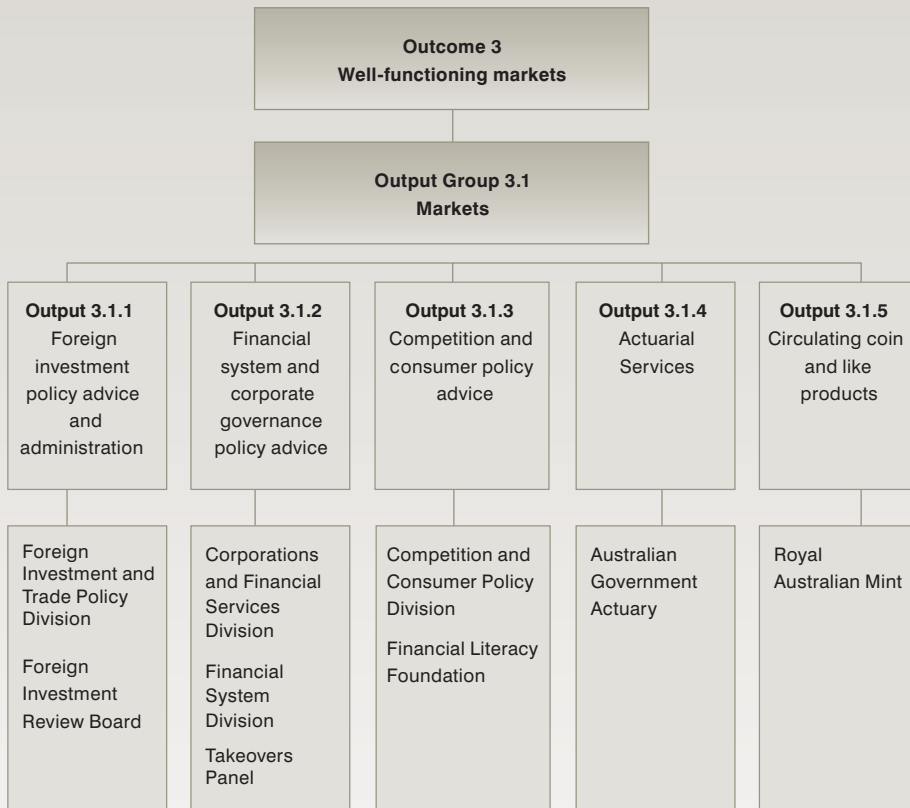 Outcome 3
Well-functioning markets
Output Group 3.1
Markets
Output 3.1.1
Foreign
investment
policy advice
and
administration
Output 3.1.2
Financial
system and
corporate
governance
policy advice
Output 3.1.3
Competition and
consumer policy
advice
Output 3.1.4
Actuarial
Services
Output 3.1.5
Circulating coin
and like
products
Foreign
Investment and
Trade Policy
Division
Foreign
Investment
Review Board
Corporations
and Financial
Services
Division
Financial
System
Division
Takeovers
Panel
Competition and
Consumer Policy
Division
Financial Literacy
Foundation
Australian
Government
Actuary
Royal
Australian Mint